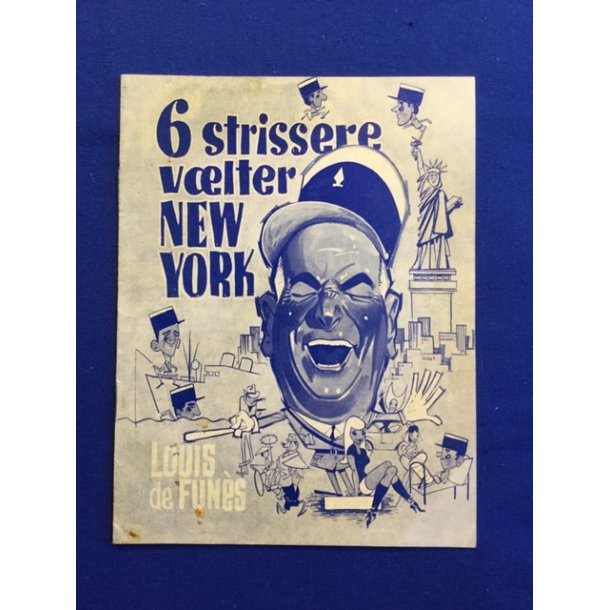 6 strissere
vælter
NEW
YORK
LOUIS
de FUNÈS